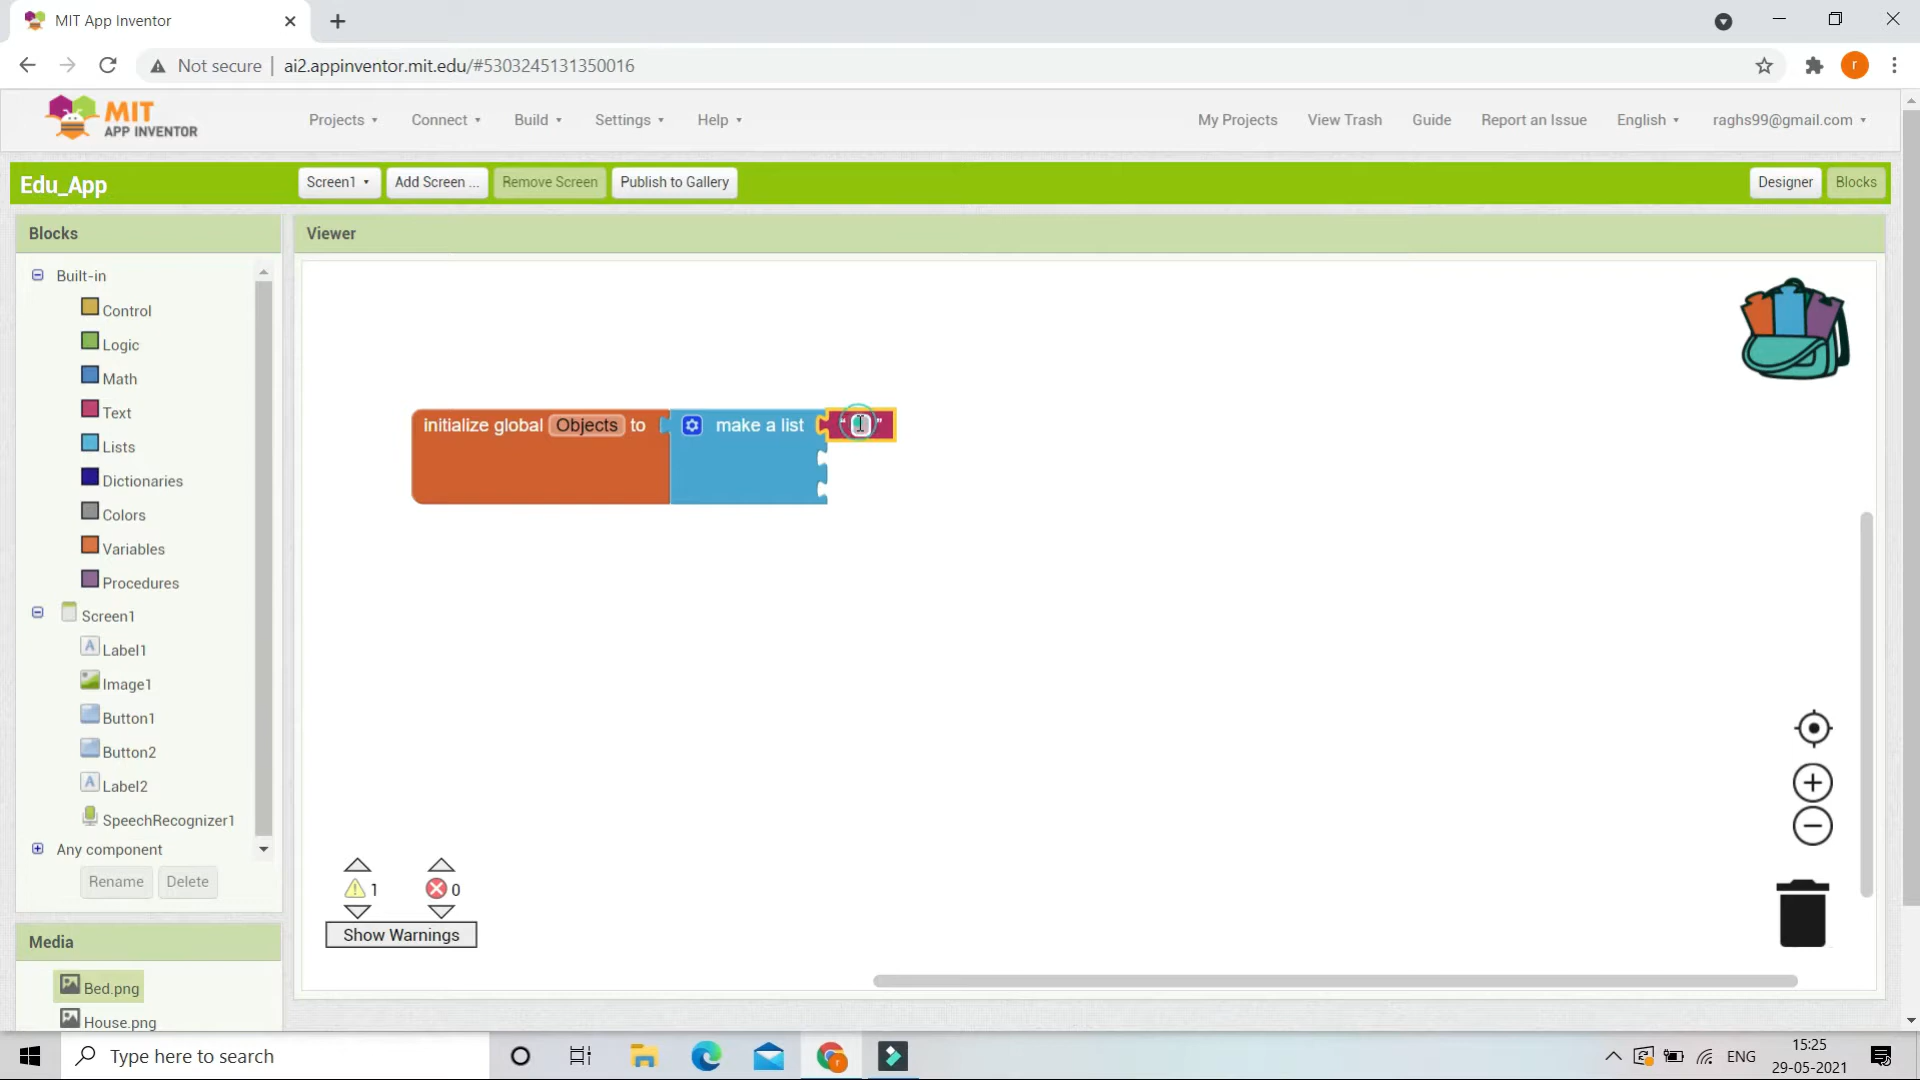 MIT App Inventor
Not secure | ai2.appinventor.mit.edu/#5303245131350016
r
MIT
APP INVENTOR
Projects
Connect
Build
Settings
Help
My Projects
View Trash
Guide
Report an Issue
English
raghs99@gmail.com
Edu_App
Screen1
Add Screen ...
Remove Screen
Publish to Gallery
Designer
Blocks
Blocks
Viewer
Built-in
Control
Logic
Math
Text
Lists
Dictionaries
Colors
Variables
Procedures
Screen1
A Label1
Image1
Button1
Button2
A Label2
SpeechRecognizer1
Any component
Rename
Delete
initialize global Objects to
make a list
“ ”
1
0
Show Warnings
Media
Bed.png
House.png
Type here to search
r
ENG
15:25
29-05-2021